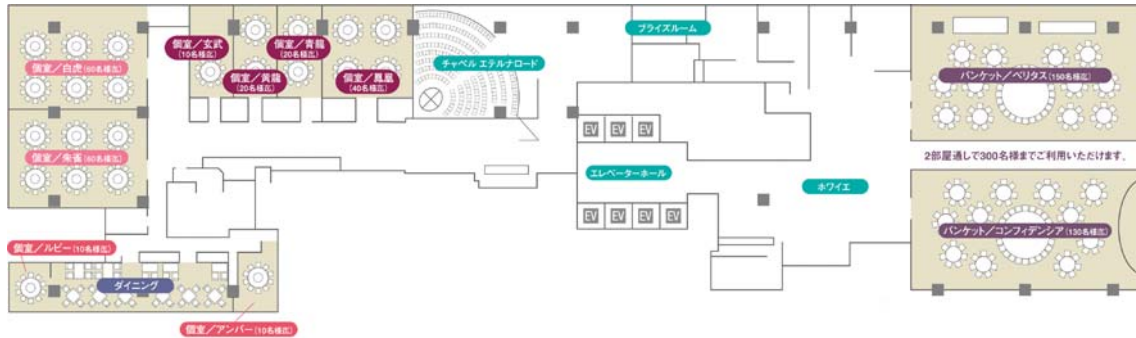 個室／白虎(60名様迄)
個室／玄武
(10名様迄)
個室／黄龍
(20名様迄)
個室／青龍
(20名様迄)
個室／鳳凰
(40名様迄)
チャペル エテルナロード
ブライズルーム
バンケット／ベリタス(150名様迄)
個室／朱雀(60名様迄)
EV EV EV
エレベーターホール
EV EV EV EV
ホワイエ
2部屋通しで300名様までご利用いただけます。
バンケット／コンフィデンシア(130名様迄)
個室／ルビー(10名様迄)
ダイニング
個室／アンバー(10名様迄)